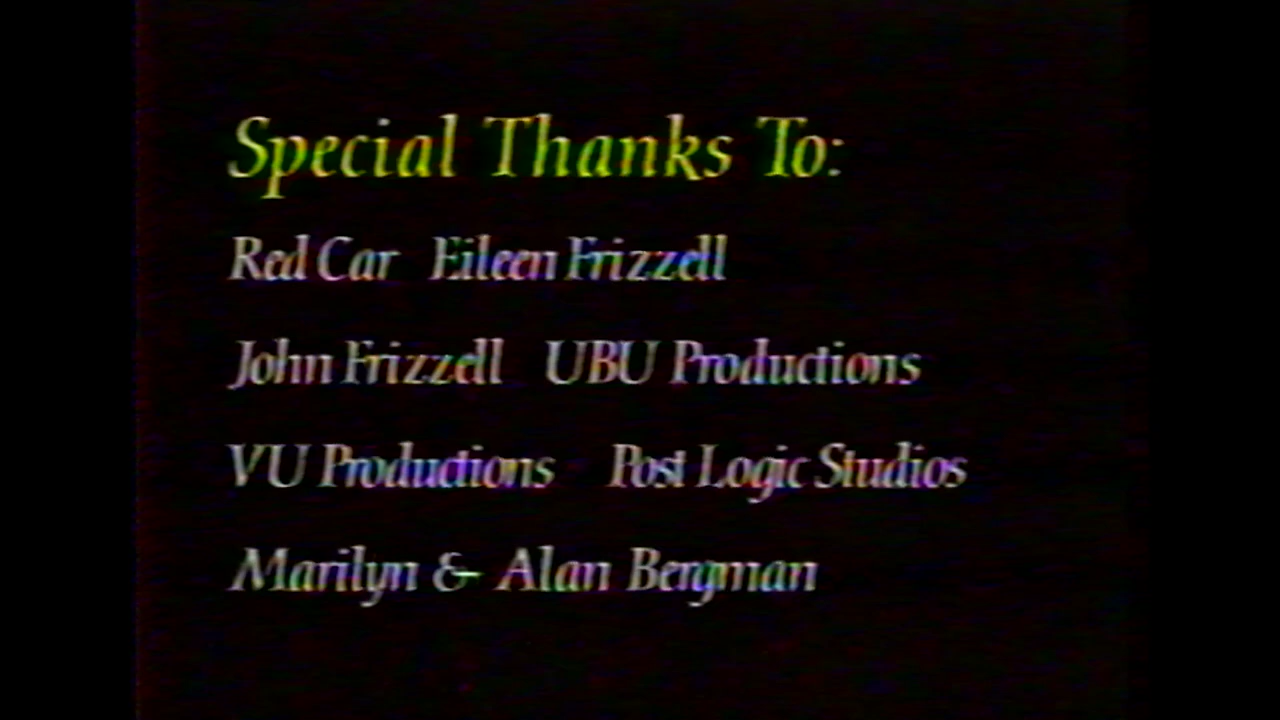 Special Thanks To:
Red Car Eileen Frizzell
John Frizzell UBU Productions
VU Productions Post Logic Studios
Marilyn & Alan Bergman